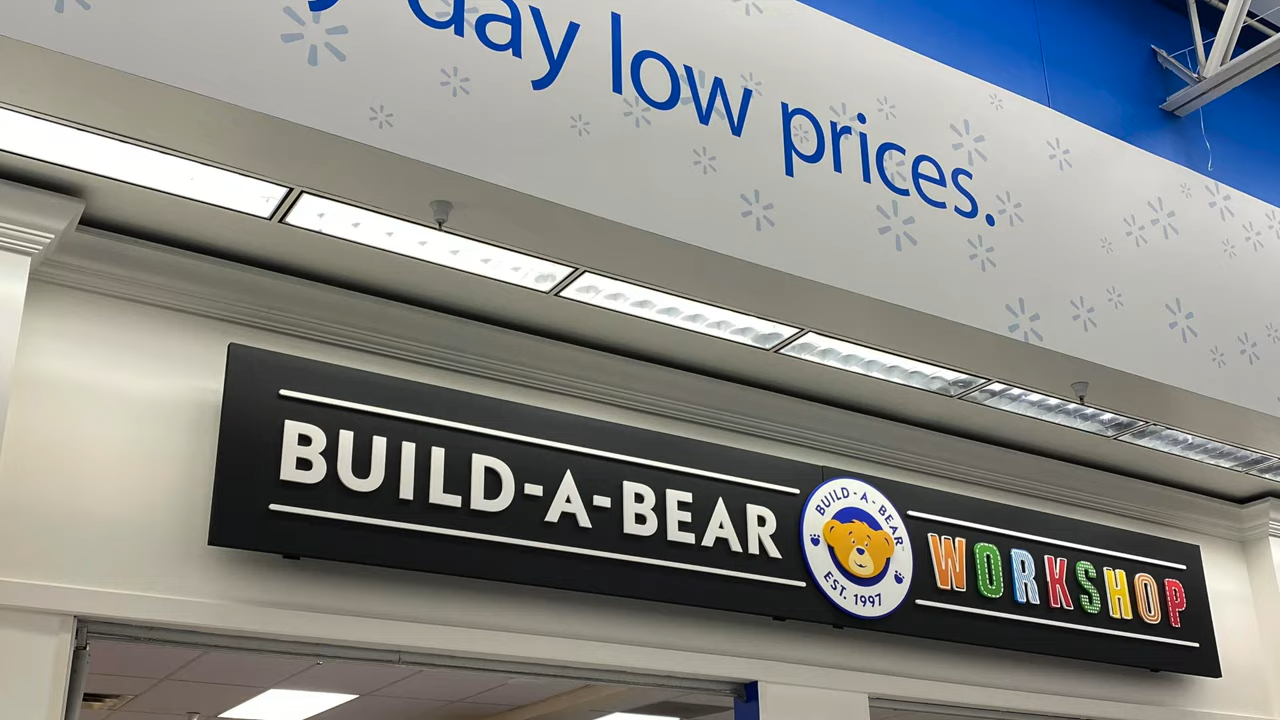 day low prices.
BUILD-A-BEAR
BUILD-A-BEAR
EST. 1997
WORKSHOP